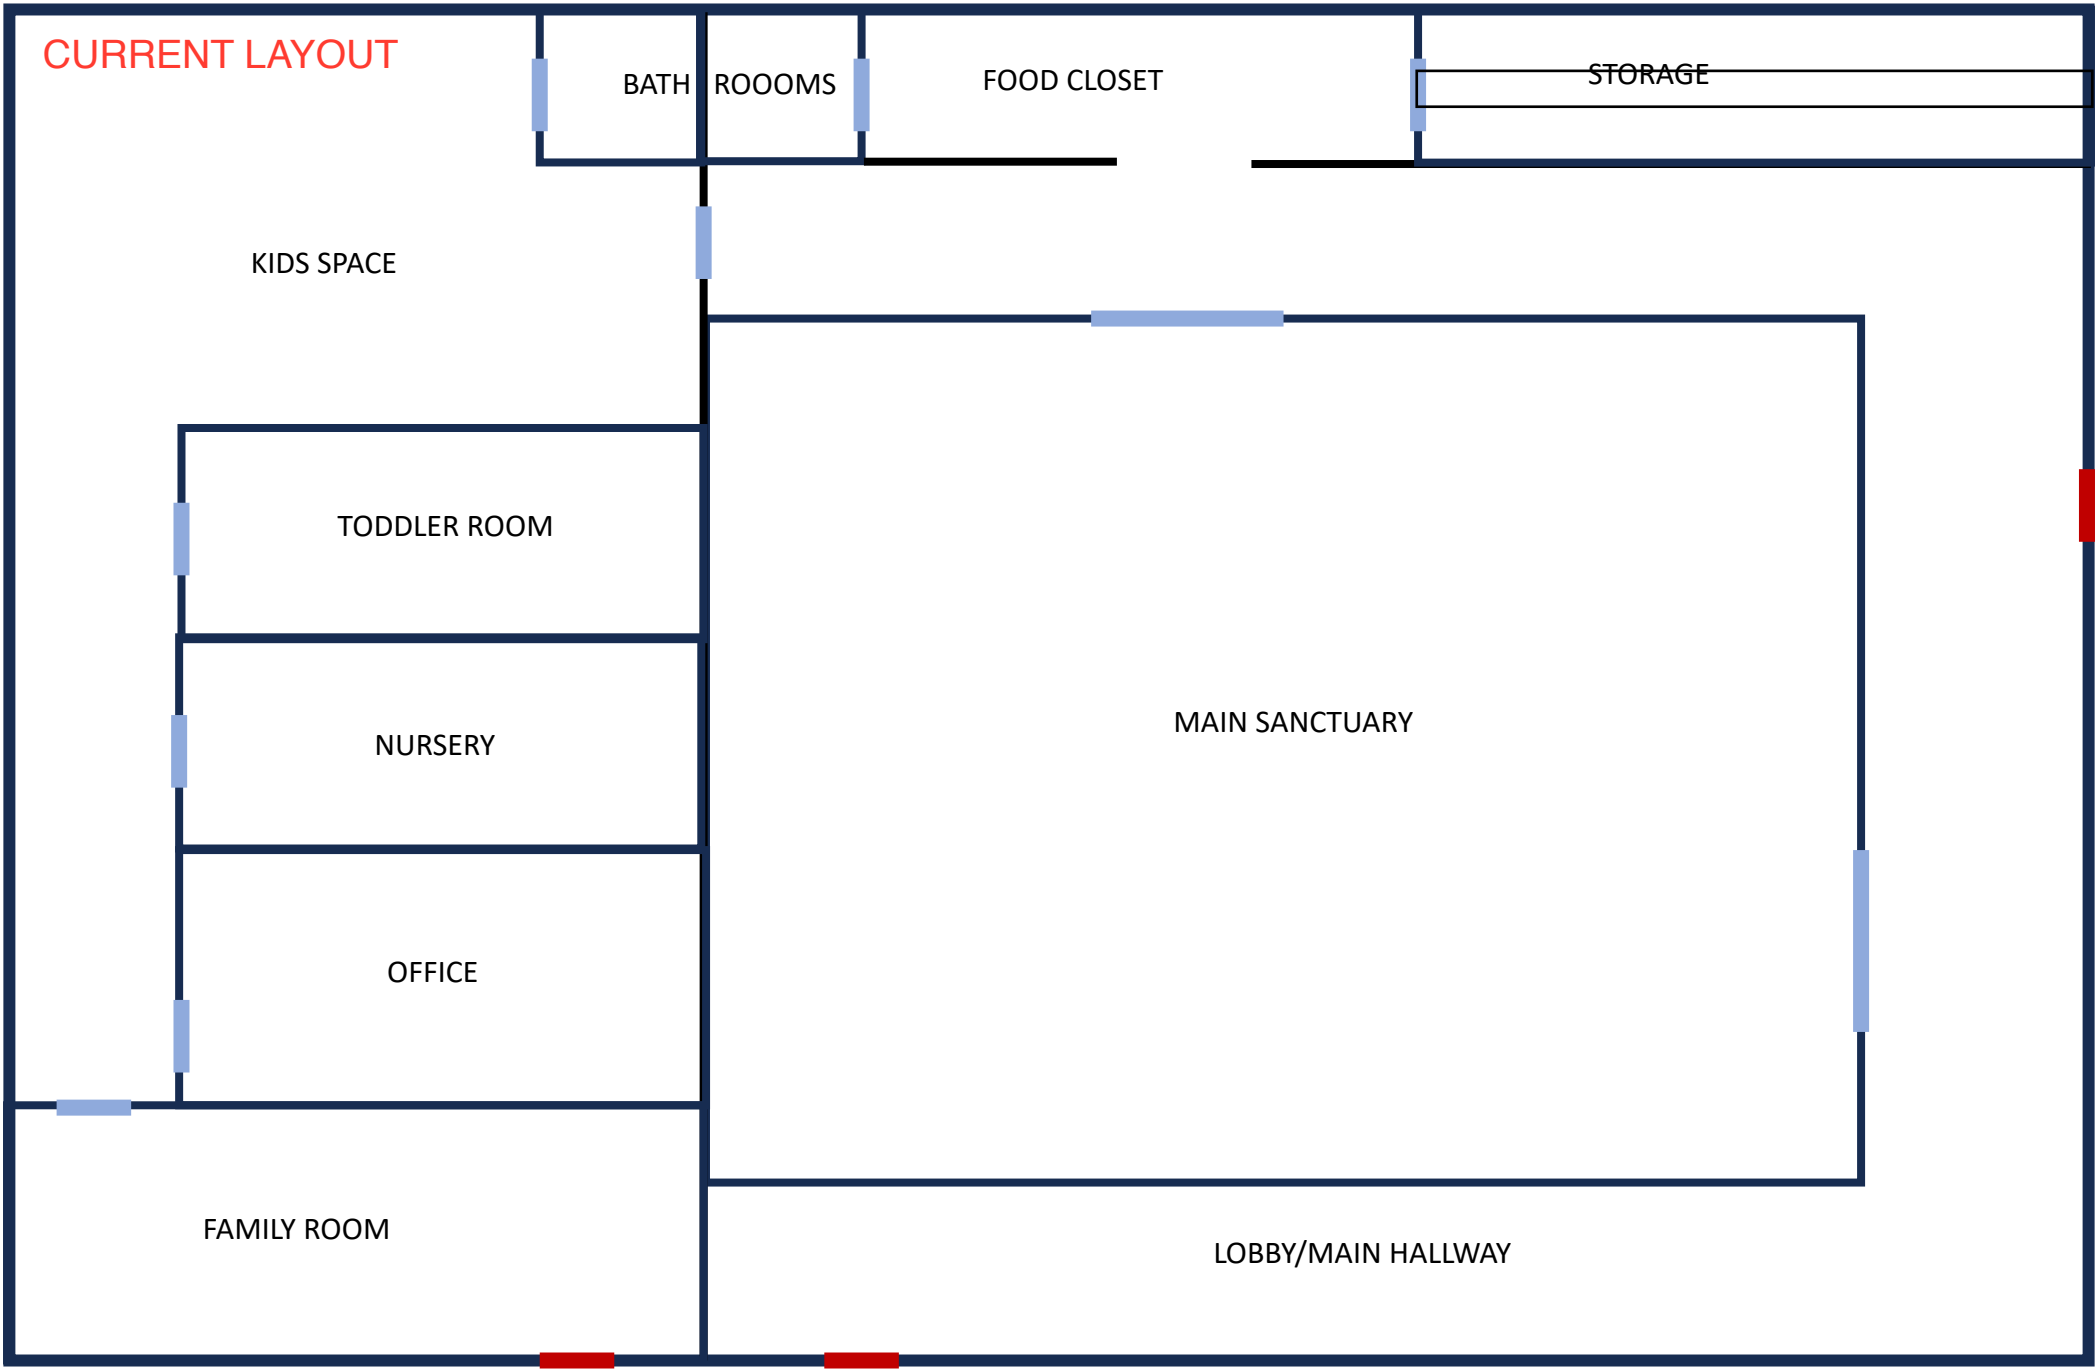 CURRENT LAYOUT
BATH ROOOMS
FOOD CLOSET
STORAGE
KIDS SPACE
TODDLER ROOM
MAIN SANCTUARY
NURSERY
OFFICE
FAMILY ROOM
LOBBY/MAIN HALLWAY